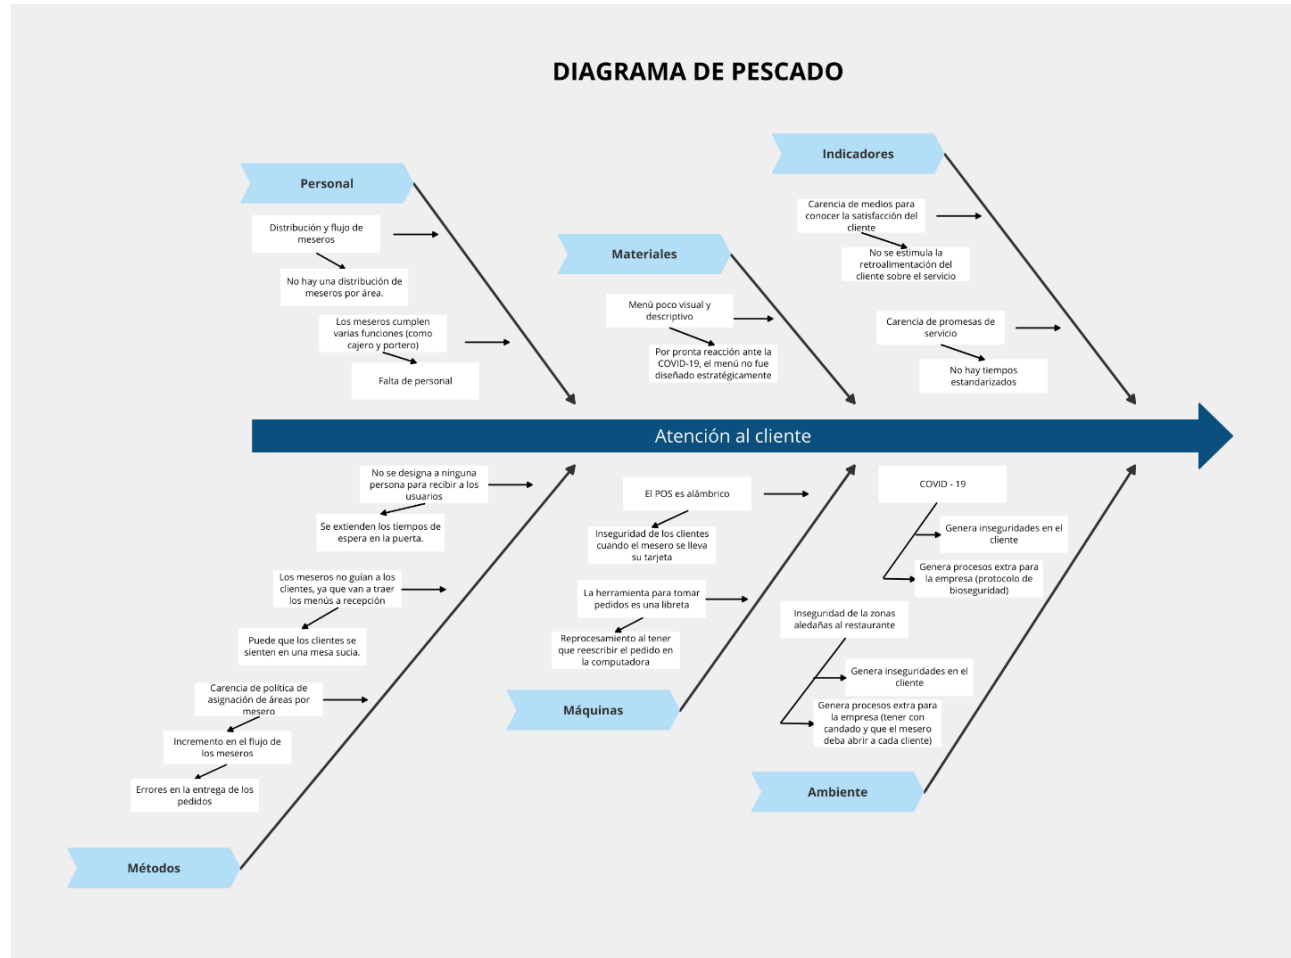 DIAGRAMA DE PESCADO
Personal
Distribución y flujo de
meseros
No hay una distribución de
meseros por área.
Los meseros cumplen
varias funciones (como
cajero y portero)
Falta de personal
Materiales
Menú poco visual y
descriptivo
Por pronta reacción ante la
COVID-19, el menú no fue
diseñado estratégicamente
Indicadores
Carencia de medios para
conocer la satisfacción del
cliente
No se estimula la
retroalimentación del
cliente sobre el servicio
Carencia de promesas de
servicio
No hay tiempos
estandarizados
Atención al cliente
No se designa a ninguna
persona para recibir a los
usuarios
Se extienden los tiempos de
espera en la puerta.
Los meseros no guían a los
clientes, ya que van a traer
los menús a recepción
Puede que los clientes se
sienten en una mesa sucia.
Carencia de política de
asignación de áreas por
mesero
Incremento en el flujo de
los meseros
Errores en la entrega de los
pedidos
Métodos
El POS es alámbrico
Inseguridad de los clientes
cuando el mesero se lleva
su tarjeta
La herramienta para tomar
pedidos es una libreta
Reprocesamiento al tener
que reescribir el pedido en
la computadora
Máquinas
COVID - 19
Genera inseguridades en el
cliente
Genera procesos extra para
la empresa (protocolo de
bioseguridad)
Inseguridad de la zonas
aledañas al restaurante
Genera inseguridades en el
cliente
Genera procesos extra para
la empresa (tener con
candado y que el mesero
deba abrir a cada cliente)
Ambiente